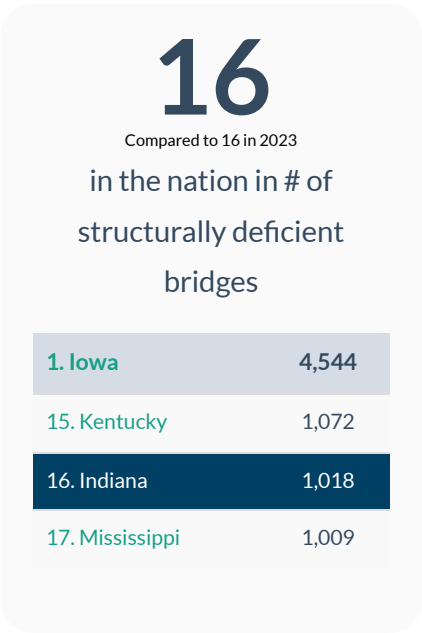 16
Compared to 16 in 2023
in the nation in # of
structurally deficient
bridges
1. Iowa 4,544
15. Kentucky 1,072
16. Indiana 1,018
17. Mississippi 1,009